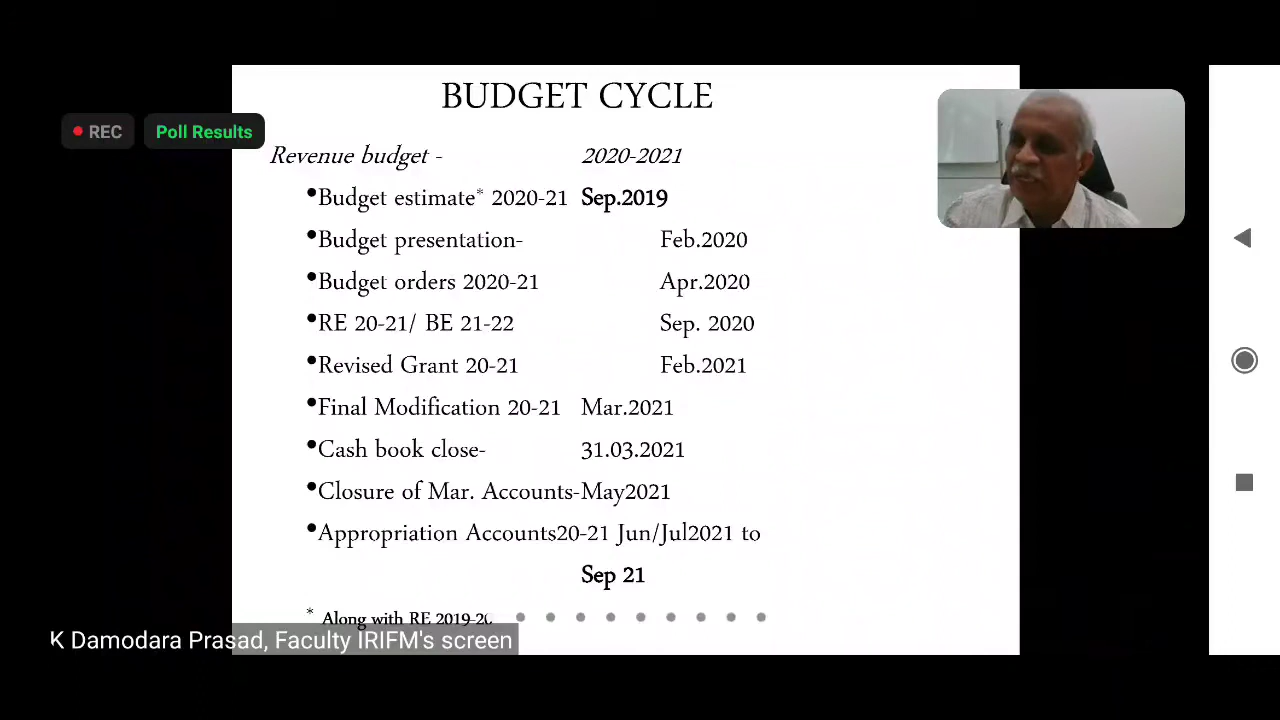 BUDGET CYCLE
REC
Poll Results
Revenue budget - 2020-2021
•Budget estimate* 2020-21 Sep.2019
•Budget presentation- Feb.2020
•Budget orders 2020-21 Apr.2020
•RE 20-21/ BE 21-22 Sep. 2020
•Revised Grant 20-21 Feb.2021
•Final Modification 20-21 Mar.2021
•Cash book close- 31.03.2021
•Closure of Mar. Accounts-May2021
•Appropriation Accounts20-21 Jun/Jul2021 to
Sep 21
* Along with RE 2019-20
K Damodara Prasad, Faculty IRIFM's screen